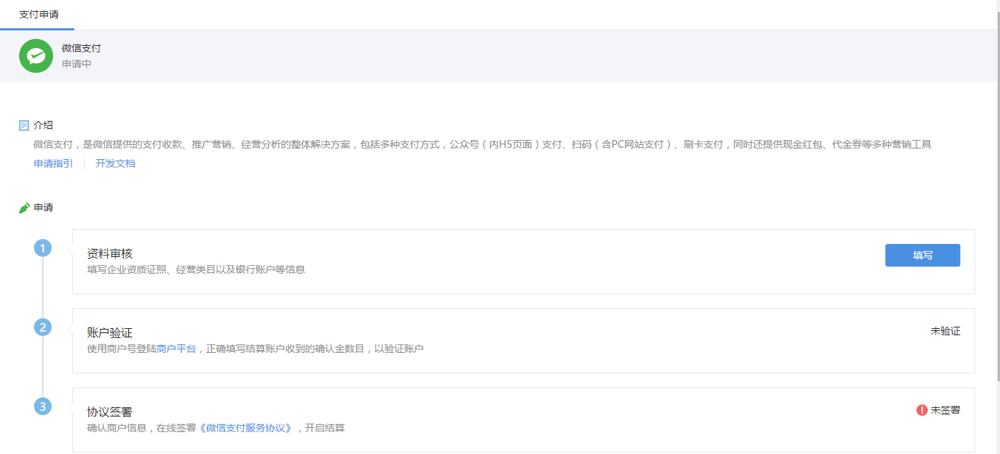 支付申请
微信支付
申请中
介绍
微信支付，是微信提供的支付收款、推广营销、经营分析的整体解决方案，包括多种支付方式，公众号（内H5页面）支付、扫码（含PC网站支付）、刷卡支付，同时还提供现金红包、代金券等多种营销工具
申请指引 | 开发文档
申请
1
资料审核
填写
填写企业资质证照、经营类目以及银行账户等信息
2
账户验证
未验证
使用商户号登陆商户平台，正确填写结算账户收到的确认金数目，以验证账户
3
协议签署
未签署
确认商户信息，在线签署《微信支付服务协议》，开启结算